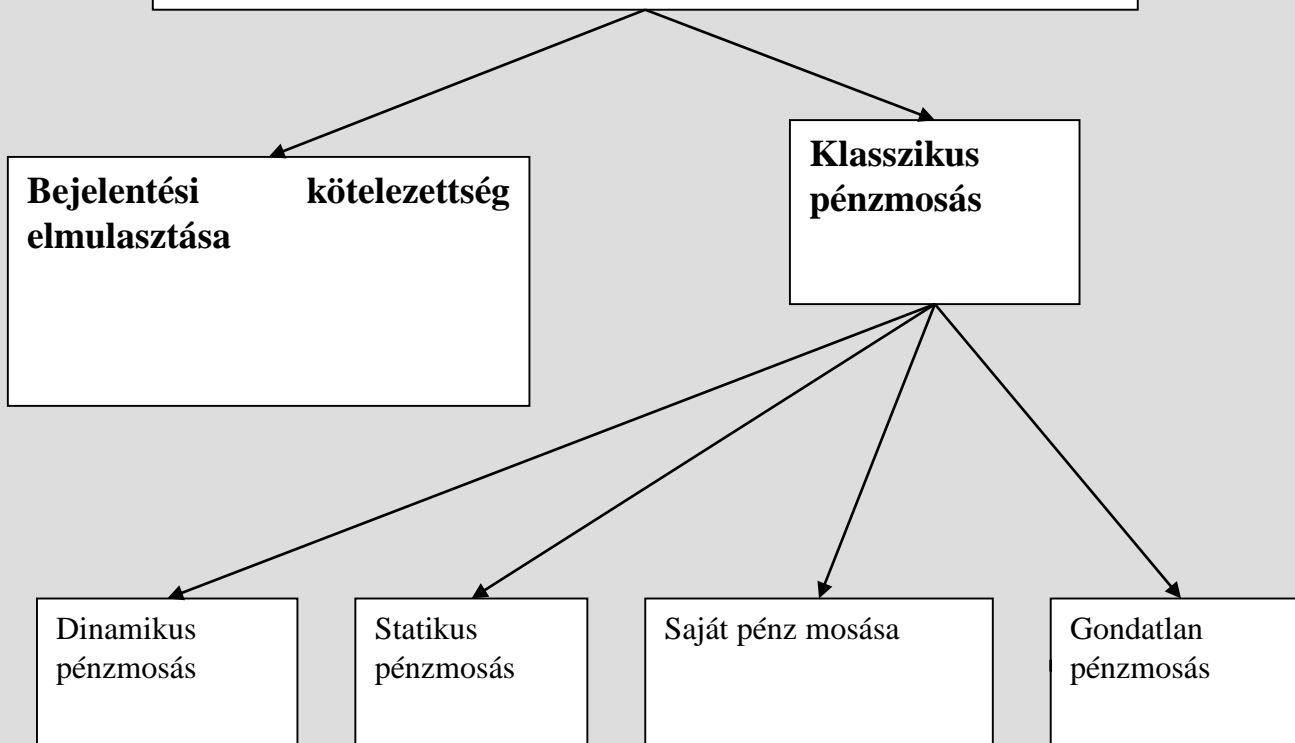 Klasszikus
pénzmosás
Bejelentési kötelezettség
elmulasztása
Dinamikus
pénzmosás
Statikus
pénzmosás
Saját pénz mosása
Gondatlan
pénzmosás